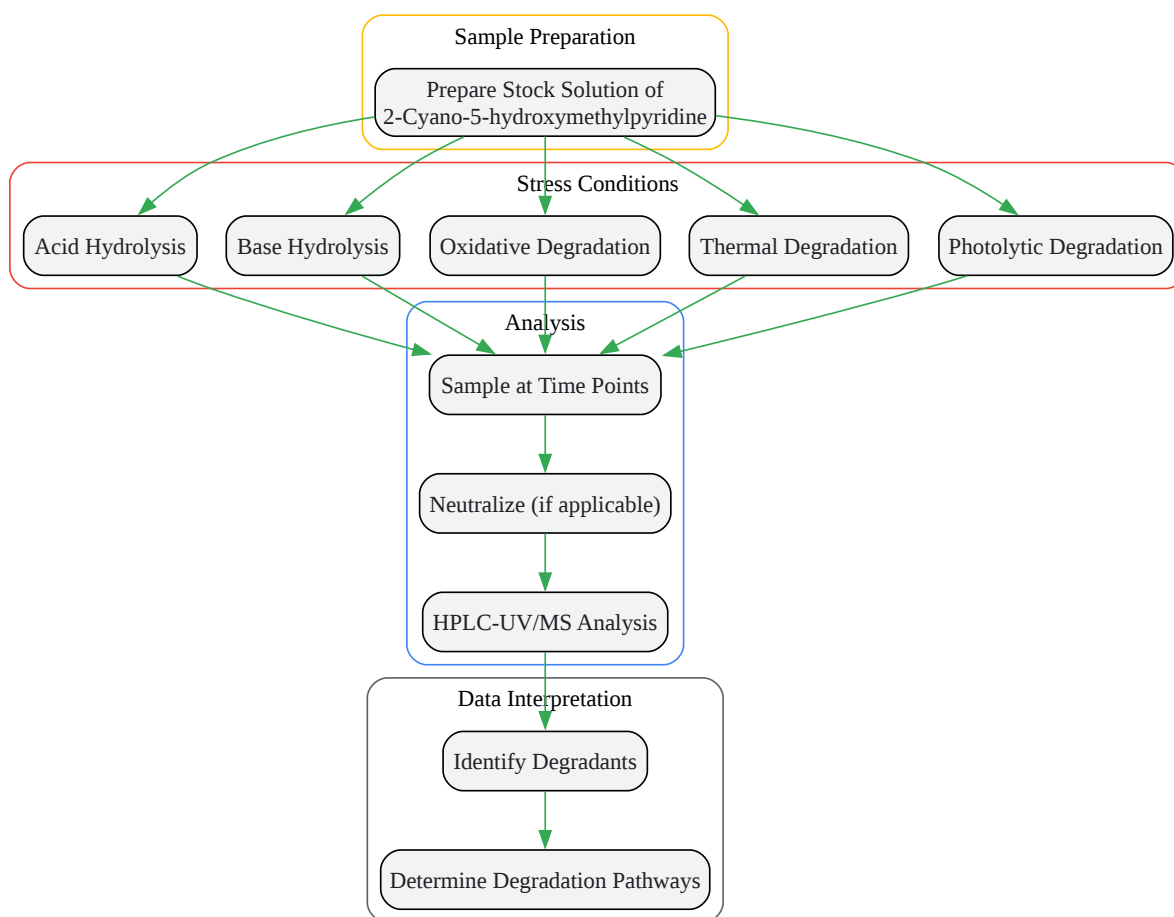 Sample Preparation
Prepare Stock Solution of
2-Cyano-5-hydroxymethylpyridine
Stress Conditions
Acid Hydrolysis
Base Hydrolysis
Oxidative Degradation
Thermal Degradation
Photolytic Degradation
Analysis
Sample at Time Points
Neutralize (if applicable)
HPLC-UV/MS Analysis
Data Interpretation
Identify Degradants
Determine Degradation Pathways